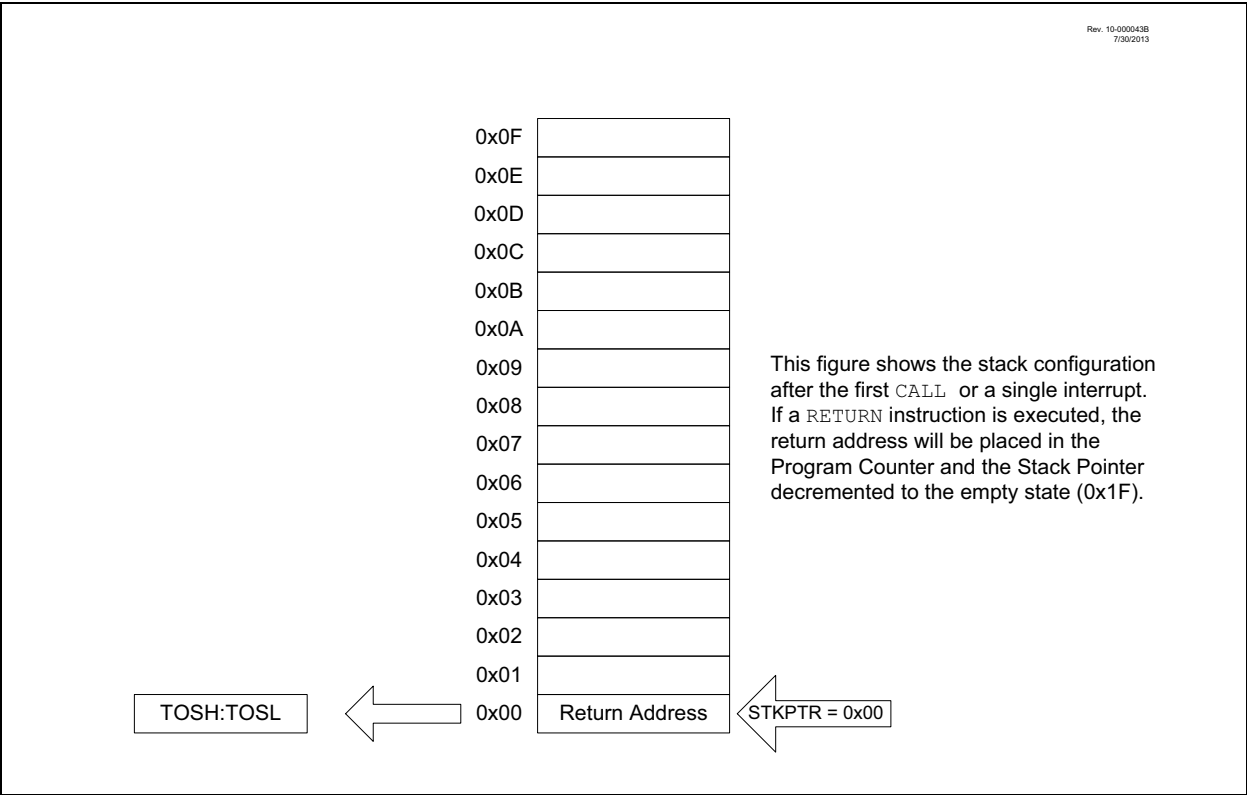 Rev. 10-000043B
7/30/2013
0x0F
0x0E
0x0D
0x0C
0x0B
0x0A
0x09
0x08
0x07
0x06
0x05
0x04
0x03
0x02
0x01
This figure shows the stack configuration
after the first CALL or a single interrupt.
If a RETURN instruction is executed, the
return address will be placed in the
Program Counter and the Stack Pointer
decremented to the empty state (0x1F).
TOSH:TOSL
0x00
Return Address
STKPTR = 0x00